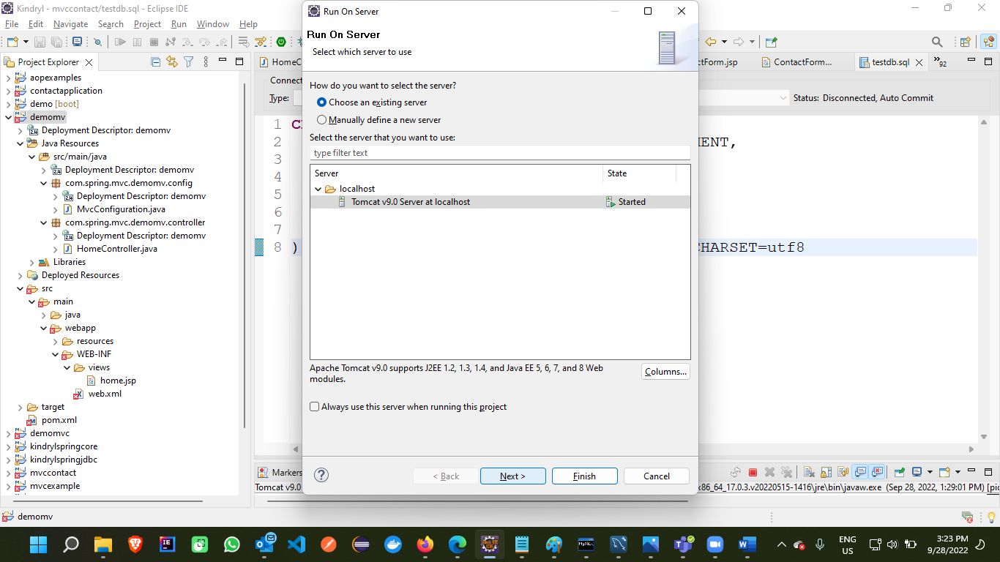 Kindryl - mvccontact/testdb.sql - Eclipse IDE
File Edit Navigate Search Project Run Window Help
Project Explorer
aopexamples
contactapplication
demo [boot]
demomv
Deployment Descriptor: demomv
Java Resources
src/main/java
Deployment Descriptor: demomv
com.spring.mvc.demomv.config
Deployment Descriptor: demomv
MvcConfiguration.java
com.spring.mvc.demomv.controller
Deployment Descriptor: demomv
HomeController.java
Libraries
Deployed Resources
src
main
java
webapp
resources
WEB-INF
views
home.jsp
web.xml
target
pom.xml
demomvc
kindrylspringcore
kindrylspringjdbc
mvccontact
mvcexample
demomv
HomeC
ctForm.jsp
ContactForm...
testdb.sql
»92
Connect
Type:
Status: Disconnected, Auto Commit
1
2 MENT,
3
4
5
6
7
8 ) CHARSET=utf8
Run On Server
Run On Server
Select which server to use
How do you want to select the server?
Choose an existing server
Manually define a new server
Select the server that you want to use:
type filter text
Server State
localhost
Tomcat v9.0 Server at localhost Started
Apache Tomcat v9.0 supports J2EE 1.2, 1.3, 1.4, and Java EE 5, 6, 7, and 8 Web
modules.
Columns...
Always use this server when running this project
< Back Next > Finish Cancel
Markers
Tomcat v9.0
x86_64_17.0.3.v20220515-1416\jre\bin\javaw.exe (Sep 28, 2022, 1:29:01 PM) [pic
ENG
US
3:23 PM
9/28/2022